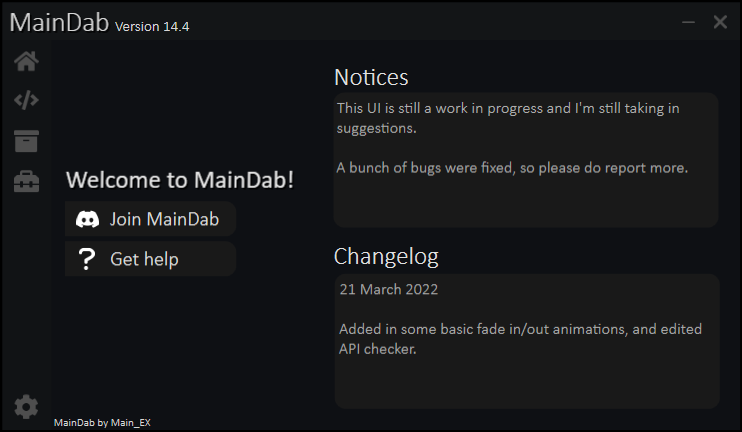 MainDab Version 14.4
Notices
This UI is still a work in progress and I'm still taking in
suggestions.
A bunch of bugs were fixed, so please do report more.
Welcome to MainDab!
Join MainDab
Get help
Changelog
21 March 2022
Added in some basic fade in/out animations, and edited
API checker.
MainDab by Main_EX